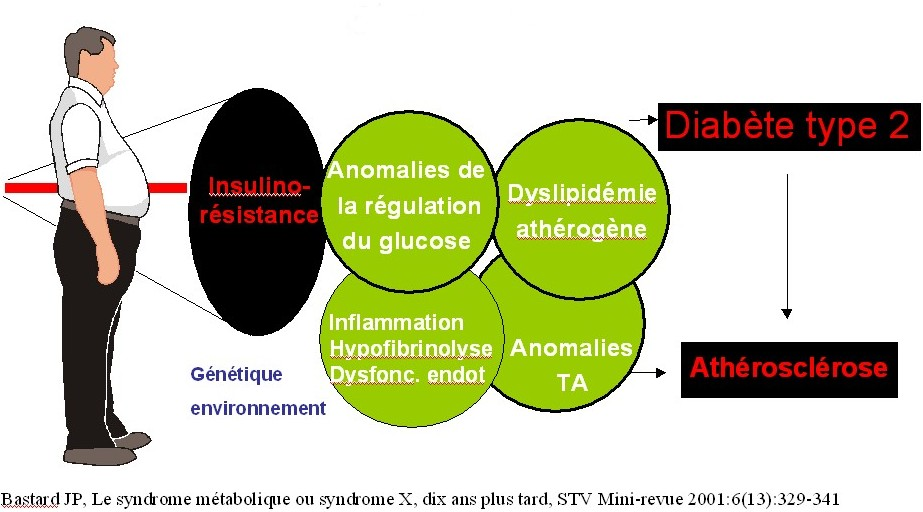 Insulino-
résistance
Anomalies de
la régulation
du glucose
Dyslipidémie
athérogène
Inflammation
Hypofibrinolyse
Dysfonc. endot
Anomalies
TA
Génétique
environnement
Diabète type 2
Athérosclérose
Bastard JP, Le syndrome métabolique ou syndrome X, dix ans plus tard, STV Mini-revue 2001:6(13):329-341